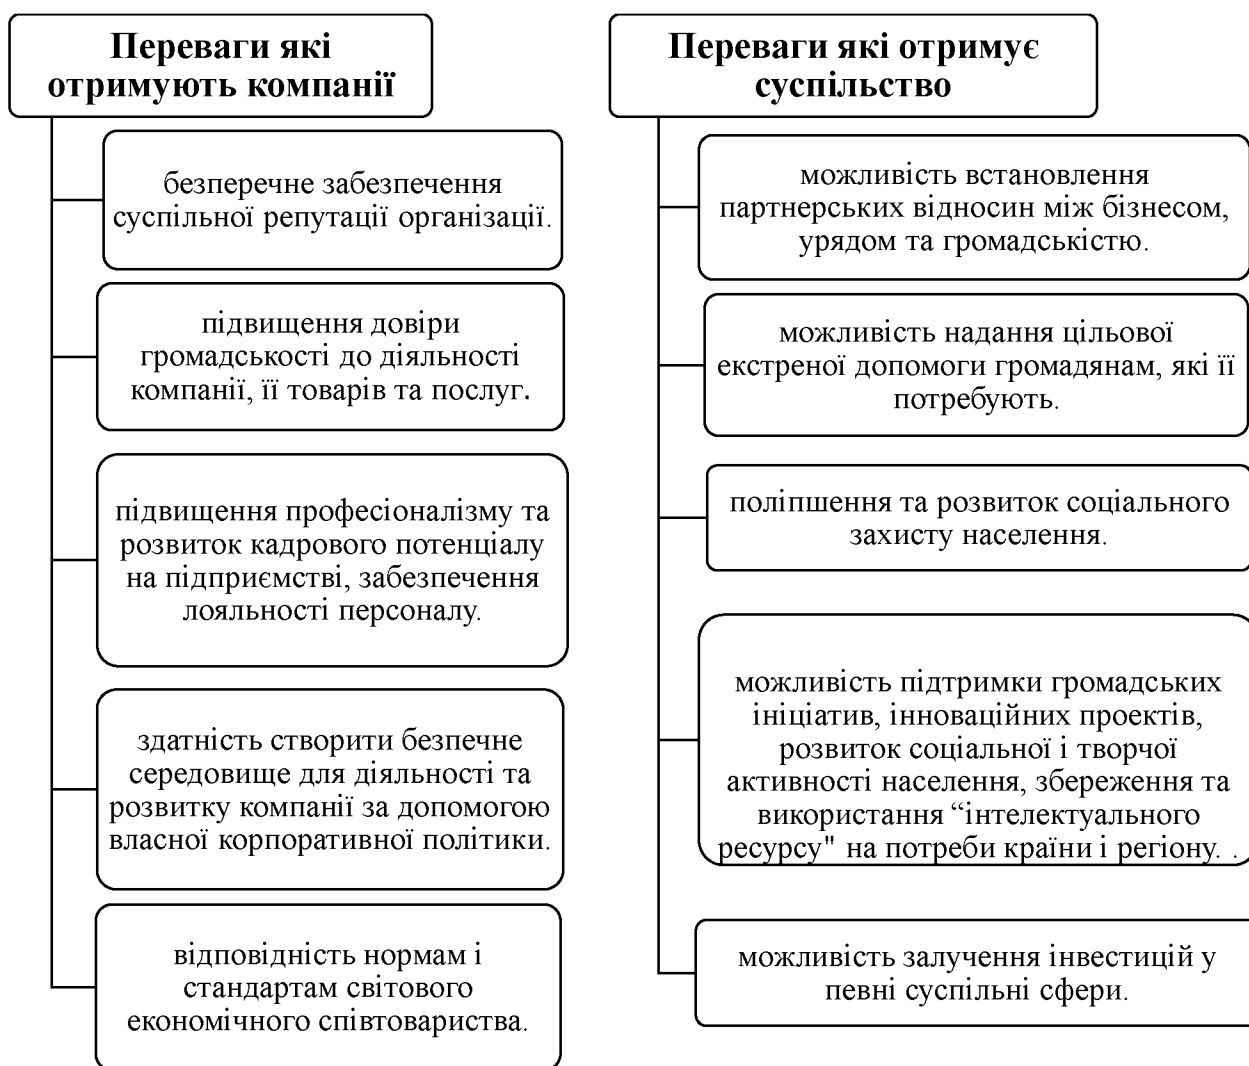 Переваги які
отримують компанії
безперечне забезпечення
суспільної репутації організації.
підвищення довіри
громадськості до діяльності
компанії, її товарів та послуг.
підвищення професіоналізму та
розвиток кадрового потенціалу
на підприємстві, забезпечення
лояльності персоналу.
здатність створити безпечне
середовище для діяльності та
розвитку компанії за допомогою
власної корпоративної політики.
відповідність нормам і
стандартам світового
економічного співтовариства.
Переваги які отримує
суспільство
можливість встановлення
партнерських відносин між бізнесом,
урядом та громадськістю.
можливість надання цільової
екстреної допомоги громадянам, які її
потребують.
поліпшення та розвиток соціального
захисту населення.
можливість підтримки громадських
ініціатив, інноваційних проектів,
розвиток соціальної і творчої
активності населення, збереження та
використання “інтелектуального
ресурсу" на потреби країни і регіону. .
можливість залучення інвестицій у
певні суспільні сфери.